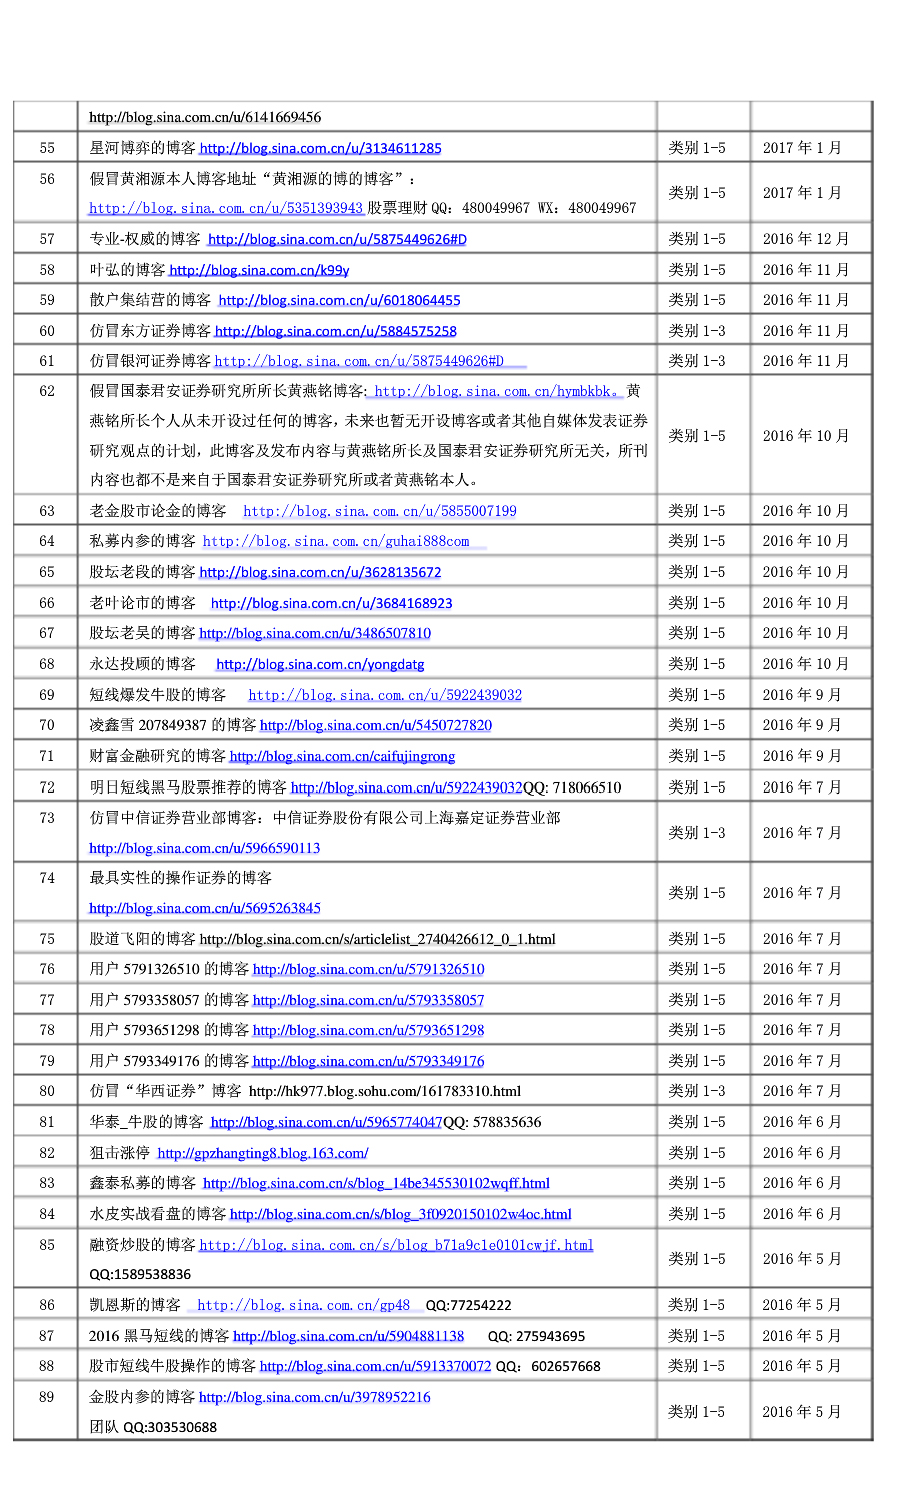 http://blog.sina.com.cn/u/6141669456
55 星河博弈的博客 http://blog.sina.com.cn/u/3134611285 类别 1-5 2017 年 1 月
56 假冒黄湘源本人博客地址“黄湘源的博的博客”：
http://blog.sina.com.cn/u/5351393943 股票理财 QQ：480049967 WX：480049967 类别 1-5 2017 年 1 月
57 专业-权威的博客 http://blog.sina.com.cn/u/5875449626#D 类别 1-5 2016 年 12 月
58 叶弘的博客 http://blog.sina.com.cn/k99y 类别 1-5 2016 年 11 月
59 散户集结营的博客 http://blog.sina.com.cn/u/6018064455 类别 1-5 2016 年 11 月
60 仿冒东方证券博客 http://blog.sina.com.cn/u/5884575258 类别 1-3 2016 年 11 月
61 仿冒银河证券博客 http://blog.sina.com.cn/u/5875449626#D 类别 1-3 2016 年 11 月
62 假冒国泰君安证券研究所所长黄燕铭博客: http://blog.sina.com.cn/hymbkbk。黄
燕铭所长个人从未开设过任何的博客，未来也暂无开设博客或者其他自媒体发表证券
研究观点的计划，此博客及发布内容与黄燕铭所长及国泰君安证券研究所无关，所刊 类别 1-5 2016 年 10 月
内容也都不是来自于国泰君安证券研究所或者黄燕铭本人。
63 老金股市论金的博客 http://blog.sina.com.cn/u/5855007199 类别 1-5 2016 年 10 月
64 私募内参的博客 http://blog.sina.com.cn/guhai888com 类别 1-5 2016 年 10 月
65 股坛老段的博客 http://blog.sina.com.cn/u/3628135672 类别 1-5 2016 年 10 月
66 老叶论市的博客 http://blog.sina.com.cn/u/3684168923 类别 1-5 2016 年 10 月
67 股坛老吴的博客 http://blog.sina.com.cn/u/3486507810 类别 1-5 2016 年 10 月
68 永达投顾的博客 http://blog.sina.com.cn/yongdatg 类别 1-5 2016 年 10 月
69 短线爆发牛股的博客 http://blog.sina.com.cn/u/5922439032 类别 1-5 2016 年 9 月
70 凌鑫雪 207849387 的博客 http://blog.sina.com.cn/u/5450727820 类别 1-5 2016 年 9 月
71 财富金融研究的博客 http://blog.sina.com.cn/caifujingrong 类别 1-5 2016 年 9 月
72 明日短线黑马股票推荐的博客 http://blog.sina.com.cn/u/5922439032QQ: 718066510 类别 1-5 2016 年 7 月
73 仿冒中信证券营业部博客：中信证券股份有限公司上海嘉定证券营业部
http://blog.sina.com.cn/u/5966590113 类别 1-3 2016 年 7 月
74 最具实性的操作证券的博客
http://blog.sina.com.cn/u/5695263845 类别 1-5 2016 年 7 月
75 股道飞阳的博客 http://blog.sina.com.cn/s/articlelist_2740426612_0_1.html 类别 1-5 2016 年 7 月
76 用户 5791326510 的博客 http://blog.sina.com.cn/u/5791326510 类别 1-5 2016 年 7 月
77 用户 5793358057 的博客 http://blog.sina.com.cn/u/5793358057 类别 1-5 2016 年 7 月
78 用户 5793651298 的博客 http://blog.sina.com.cn/u/5793651298 类别 1-5 2016 年 7 月
79 用户 5793349176 的博客 http://blog.sina.com.cn/u/5793349176 类别 1-5 2016 年 7 月
80 仿冒“华西证券”博客 http://hk977.blog.sohu.com/161783310.html 类别 1-3 2016 年 7 月
81 华泰_牛股的博客 http://blog.sina.com.cn/u/5965774047QQ: 578835636 类别 1-5 2016 年 6 月
82 狙击涨停 http://gpzhangting8.blog.163.com/ 类别 1-5 2016 年 6 月
83 鑫泰私募的博客 http://blog.sina.com.cn/s/blog_14be345530102wqff.html 类别 1-5 2016 年 6 月
84 水皮实战看盘的博客 http://blog.sina.com.cn/s/blog_3f0920150102w4oc.html 类别 1-5 2016 年 6 月
85 融资炒股的博客 http://blog.sina.com.cn/s/blog_b71a9c1e0101cwjf.html
QQ:1589538836 类别 1-5 2016 年 5 月
86 凯恩斯的博客 http://blog.sina.com.cn/gp48 QQ:77254222 类别 1-5 2016 年 5 月
87 2016 黑马短线的博客 http://blog.sina.com.cn/u/5904881138 QQ: 275943695 类别 1-5 2016 年 5 月
88 股市短线牛股操作的博客 http://blog.sina.com.cn/u/5913370072 QQ：602657668 类别 1-5 2016 年 5 月
89 金股内参的博客 http://blog.sina.com.cn/u/3978952216
团队 QQ:303530688 类别 1-5 2016 年 5 月